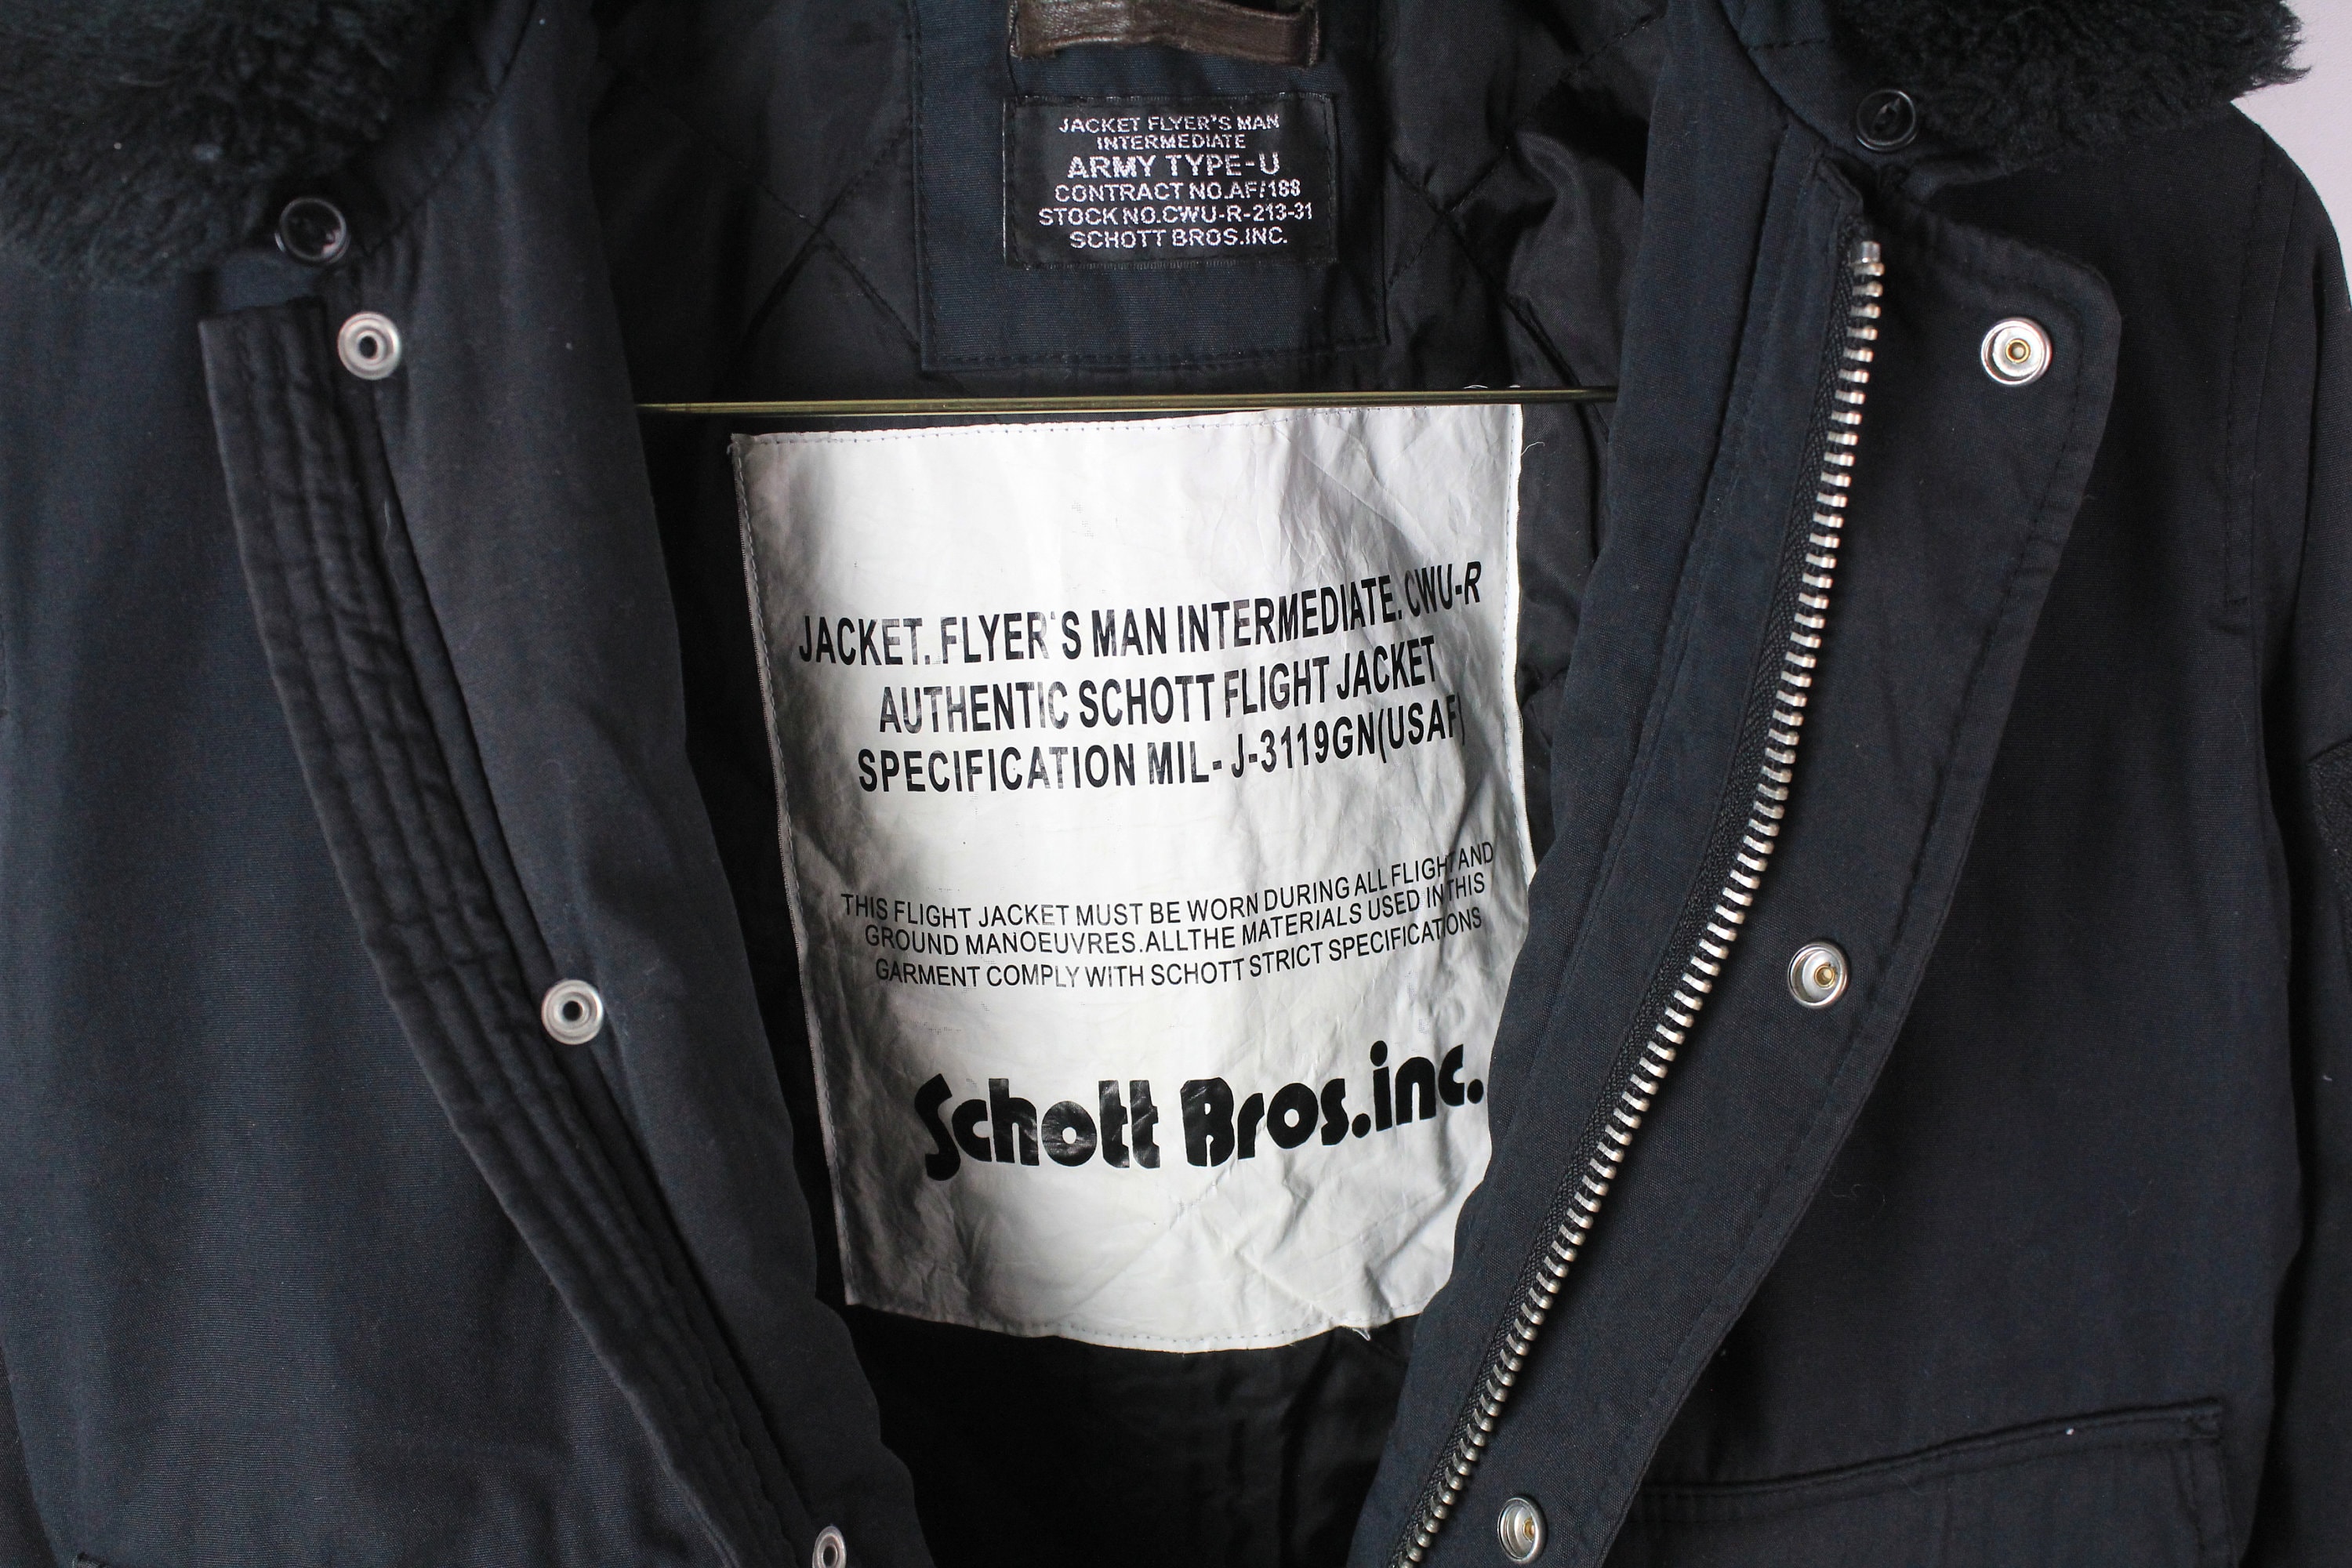 JACKET FLYER'S MAN
INTERMEDIATE
ARMY TYPE-U
CONTRACT NO.AF/188
STOCK NO.CWU-R-213-31
SCHOTT BROS.INC.
JACKET. FLYER'S MAN INTERMEDIATE. CWU-R
AUTHENTIC SCHOTT FLIGHT JACKET
SPECIFICATION MIL- J-3119GN(USAF)
THIS FLIGHT JACKET MUST BE WORN DURING ALL FLIGHT AND
GROUND MANOEUVRES.ALLTHE MATERIALS USED IN THIS
GARMENT COMPLY WITH SCHOTT STRICT SPECIFICATIONS
Schott Bros.inc.